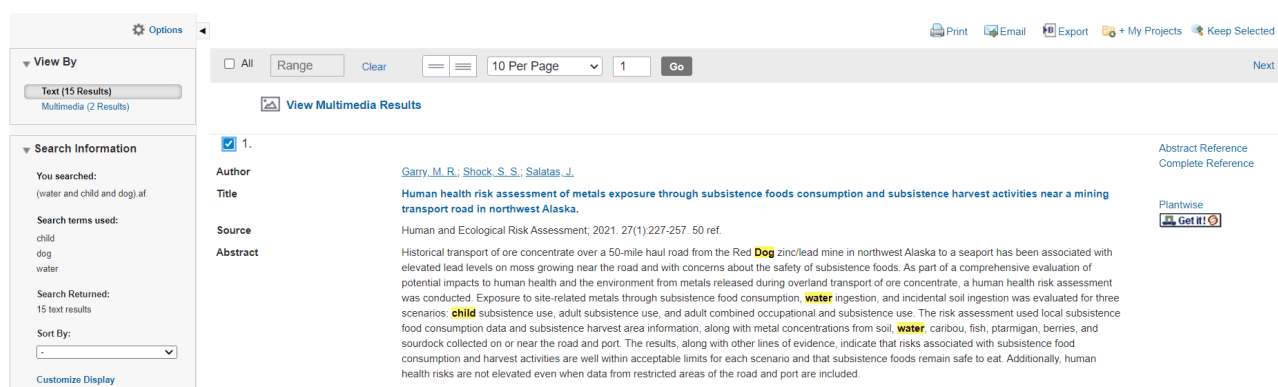 Options
Print Email Export + My Projects Keep Selected
View By
Text (15 Results)
Multimedia (2 Results)
All Range Clear 10 Per Page 1 Go Next
View Multimedia Results
Search Information
You searched:
(water and child and dog).af.
Search terms used:
child
dog
water
Search Returned:
15 text results
Sort By:
-
Customize Display
1.
Author Garry, M. R.; Shock, S. S.; Salatas, J.
Title Human health risk assessment of metals exposure through subsistence foods consumption and subsistence harvest activities near a mining
transport road in northwest Alaska.
Source Human and Ecological Risk Assessment; 2021. 27(1):227-257. 50 ref.
Abstract Historical transport of ore concentrate over a 50-mile haul road from the Red Dog zinc/lead mine in northwest Alaska to a seaport has been associated with
elevated lead levels on moss growing near the road and with concerns about the safety of subsistence foods. As part of a comprehensive evaluation of
potential impacts to human health and the environment from metals released during overland transport of ore concentrate, a human health risk assessment
was conducted. Exposure to site-related metals through subsistence food consumption, water ingestion, and incidental soil ingestion was evaluated for three
scenarios: child subsistence use, adult subsistence use, and adult combined occupational and subsistence use. The risk assessment used local subsistence
food consumption data and subsistence harvest area information, along with metal concentrations from soil, water, caribou, fish, ptarmigan, berries, and
sourdock collected on or near the road and port. The results, along with other lines of evidence, indicate that risks associated with subsistence food
consumption and harvest activities are well within acceptable limits for each scenario and that subsistence foods remain safe to eat. Additionally, human
health risks are not elevated even when data from restricted areas of the road and port are included.
Abstract Reference
Complete Reference
Plantwise
Get it!